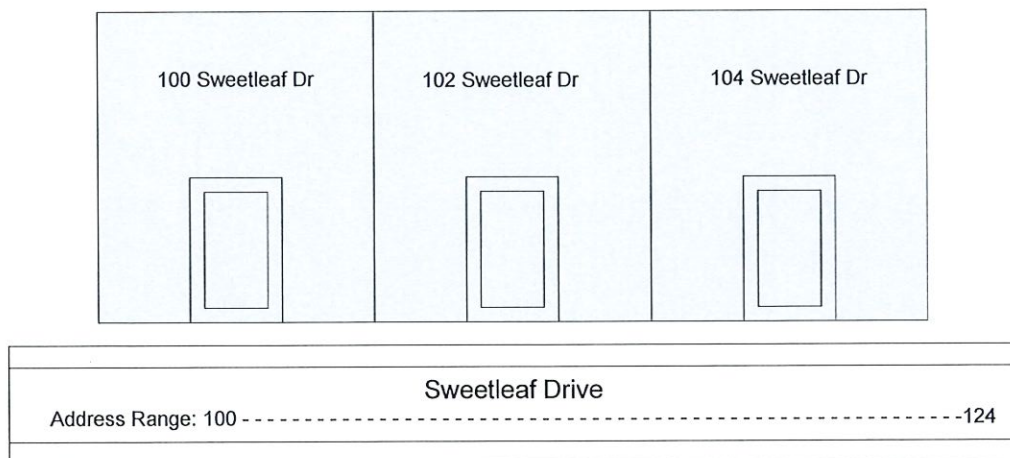 100 Sweetleaf Dr
102 Sweetleaf Dr
104 Sweetleaf Dr
Sweetleaf Drive
Address Range: 100 - - - - - - - - - - - - - - - - - - - - - - - - - - - - - - - - - - - - - - - - - - - - - - - - - - - - - - - - - - - - - - - - - - - - -124